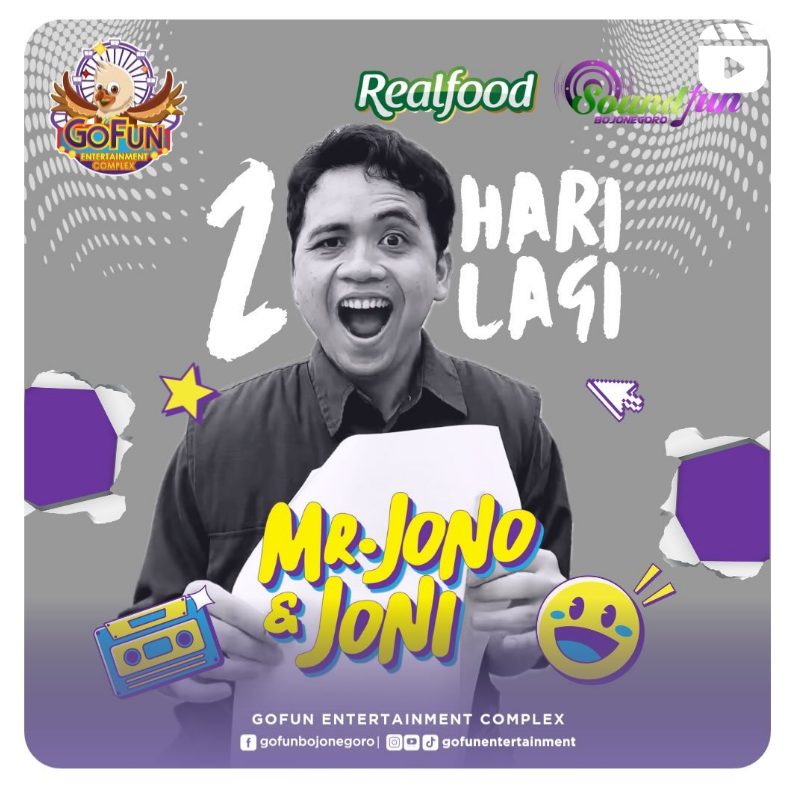 GOFUN
ENTERTAINMENT
COMPLEX
Realfood
Soundfun
BOJONEGORO
2 HARI
LAGI
MR. JONO
& JONI
GOFUN ENTERTAINMENT COMPLEX
gofunbojonegoro | gofunentertainment